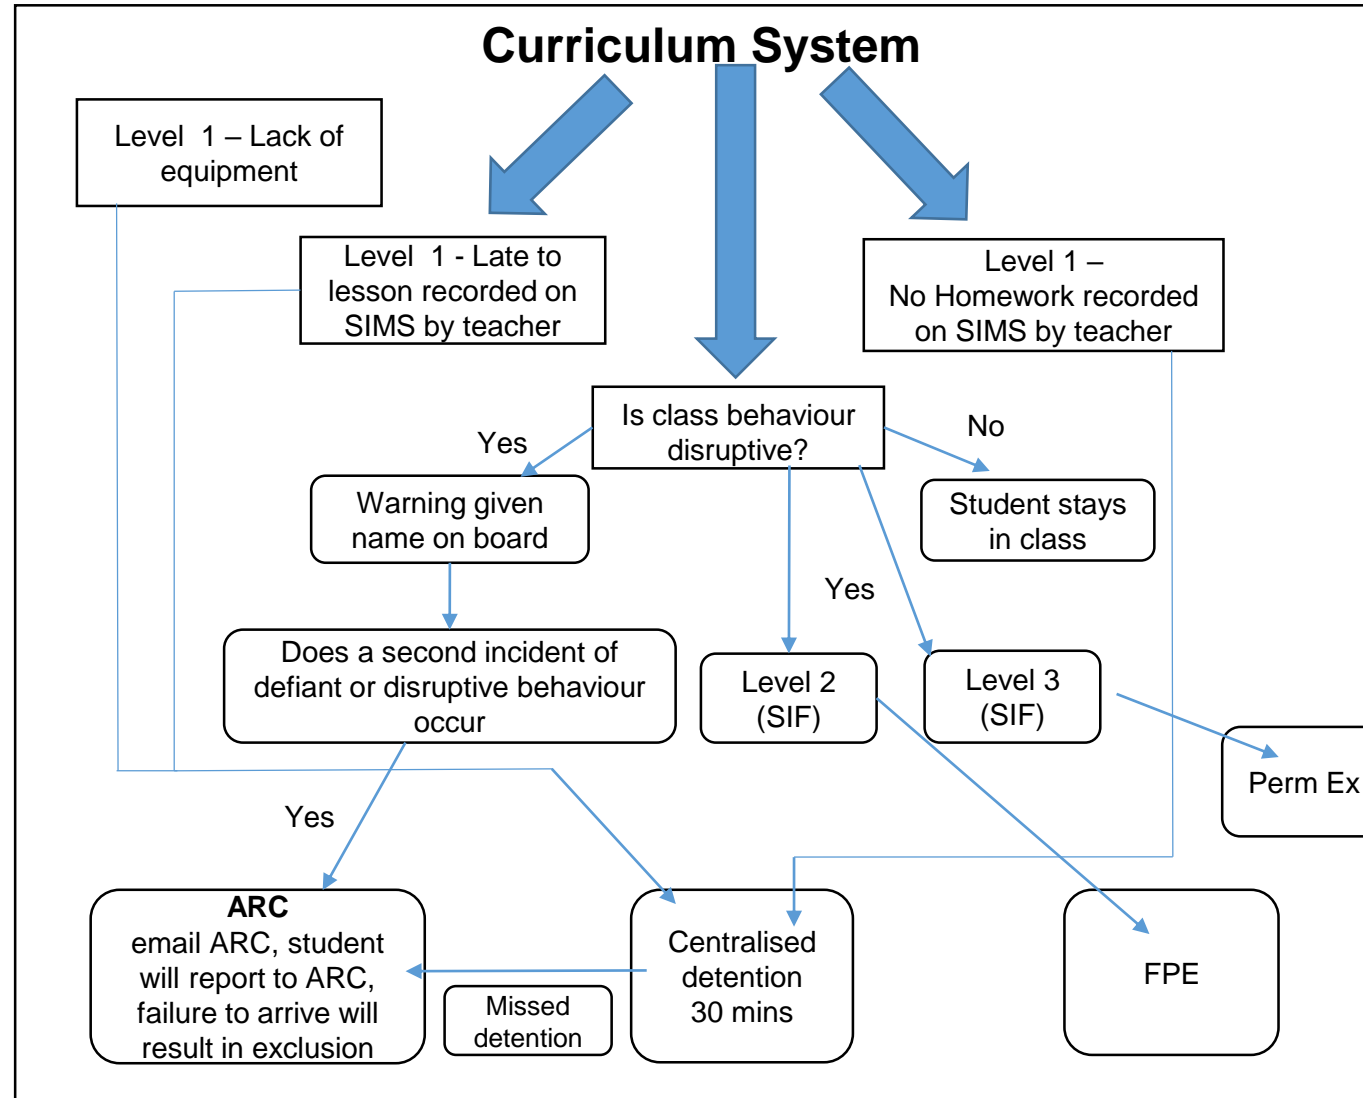 Curriculum System
Level 1 – Lack of
equipment
Level 1 - Late to
lesson recorded on
SIMS by teacher
Level 1 –
No Homework recorded
on SIMS by teacher
Is class behaviour
disruptive?
Yes
No
Warning given
name on board
Student stays
in class
Yes
Does a second incident of
defiant or disruptive behaviour
occur
Level 2
(SIF)
Level 3
(SIF)
Perm Ex
Yes
ARC
email ARC, student
will report to ARC,
failure to arrive will
result in exclusion
Missed
detention
Centralised
detention
30 mins
FPE